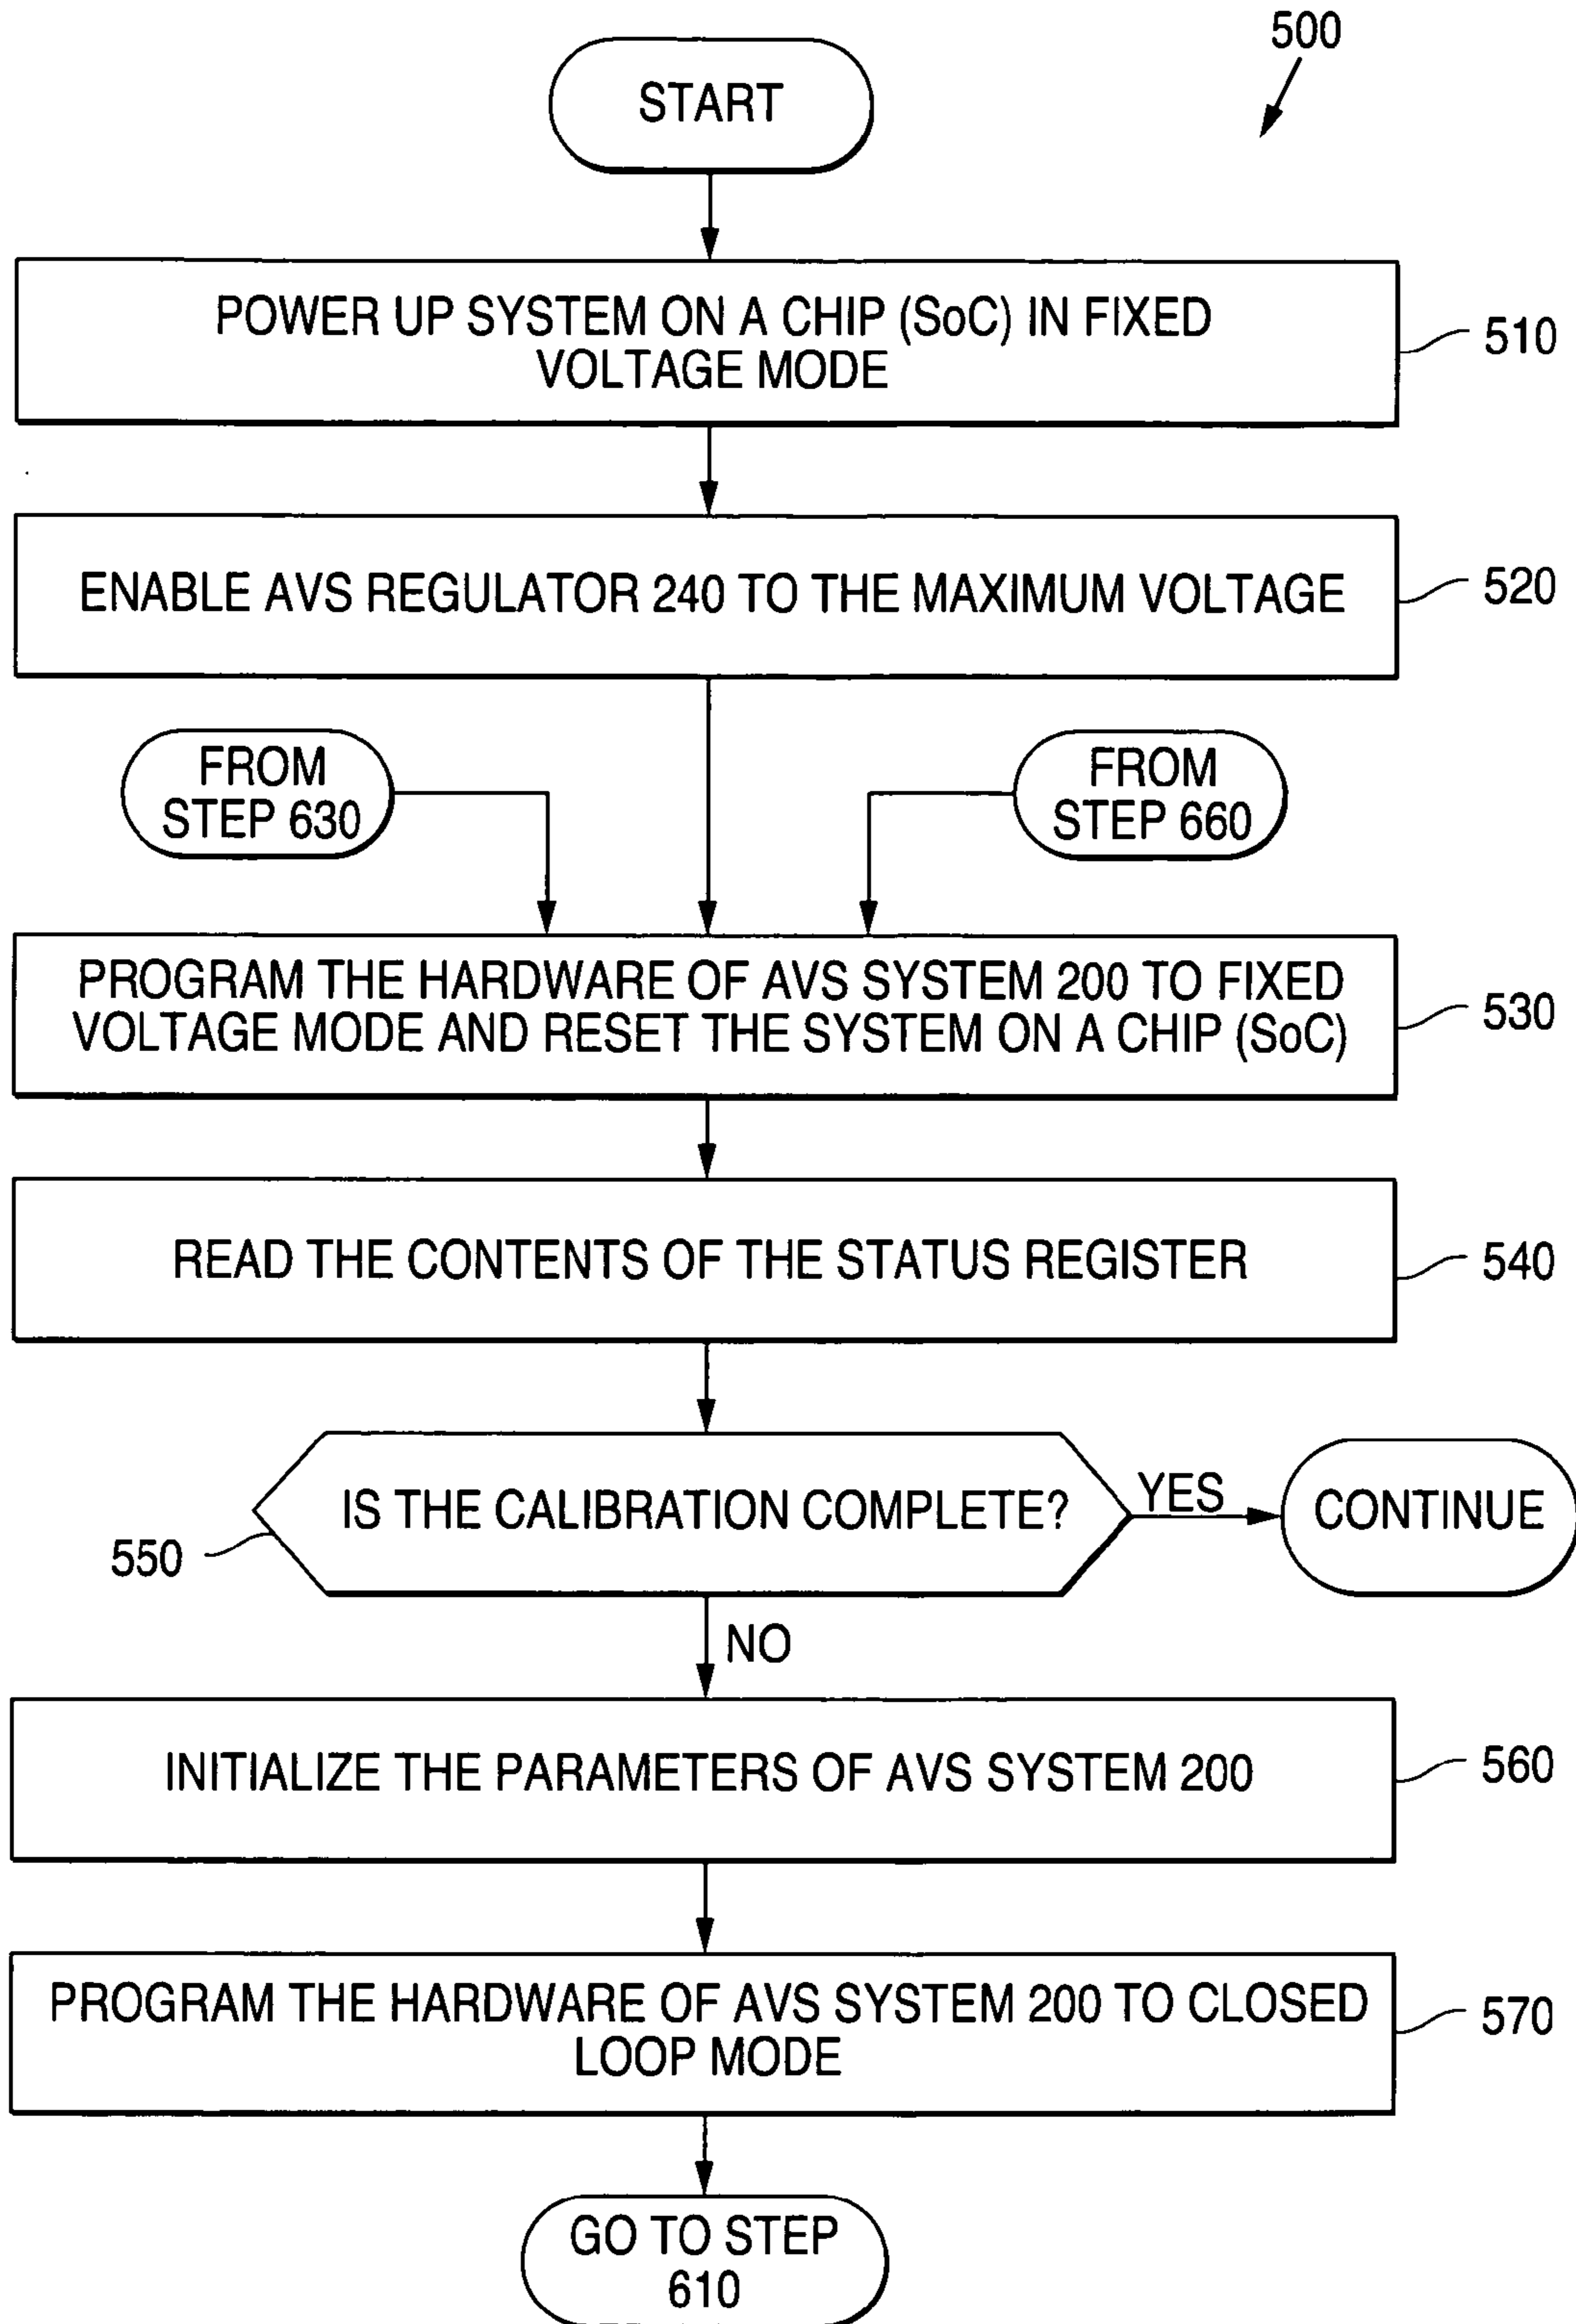 500
START
POWER UP SYSTEM ON A CHIP (SoC) IN FIXED
VOLTAGE MODE
510
ENABLE AVS REGULATOR 240 TO THE MAXIMUM VOLTAGE
520
FROM
STEP 630
FROM
STEP 660
PROGRAM THE HARDWARE OF AVS SYSTEM 200 TO FIXED
VOLTAGE MODE AND RESET THE SYSTEM ON A CHIP (SoC)
530
READ THE CONTENTS OF THE STATUS REGISTER
540
IS THE CALIBRATION COMPLETE?
YES
CONTINUE
550
NO
INITIALIZE THE PARAMETERS OF AVS SYSTEM 200
560
PROGRAM THE HARDWARE OF AVS SYSTEM 200 TO CLOSED
LOOP MODE
570
GO TO STEP
610